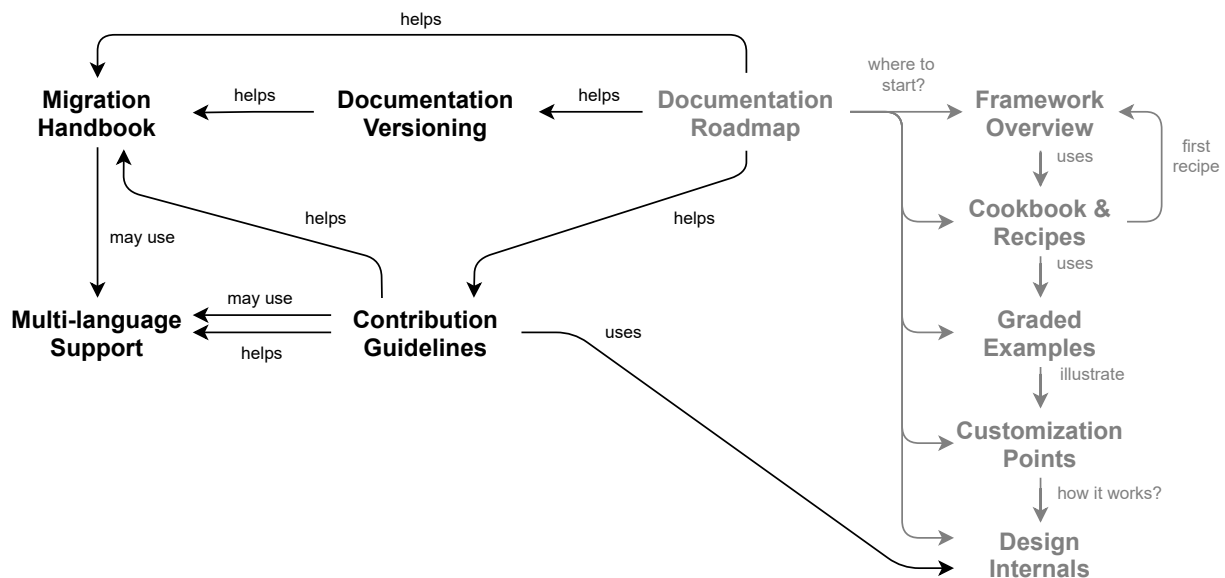 helps
where to
start?
Migration
Handbook
helps
Documentation
Versioning
helps
Documentation
Roadmap
Framework
Overview
first
recipe
uses
helps
helps
Cookbook &
Recipes
may use
uses
Multi-language
Support
may use
helps
Contribution
Guidelines
uses
Graded
Examples
illustrate
Customization
Points
how it works?
Design
Internals